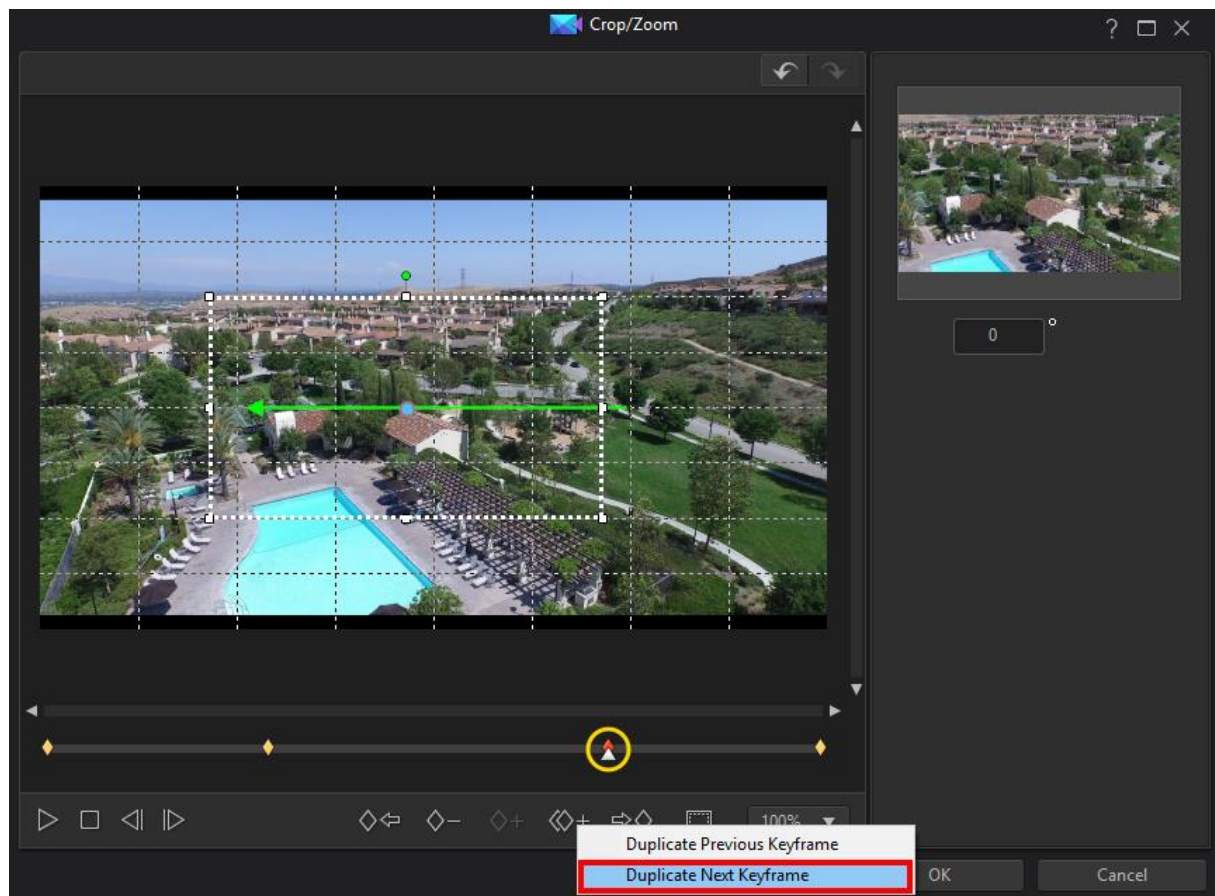 Crop/Zoom
?
0 °
100%
Duplicate Previous Keyframe
Duplicate Next Keyframe
OK
Cancel